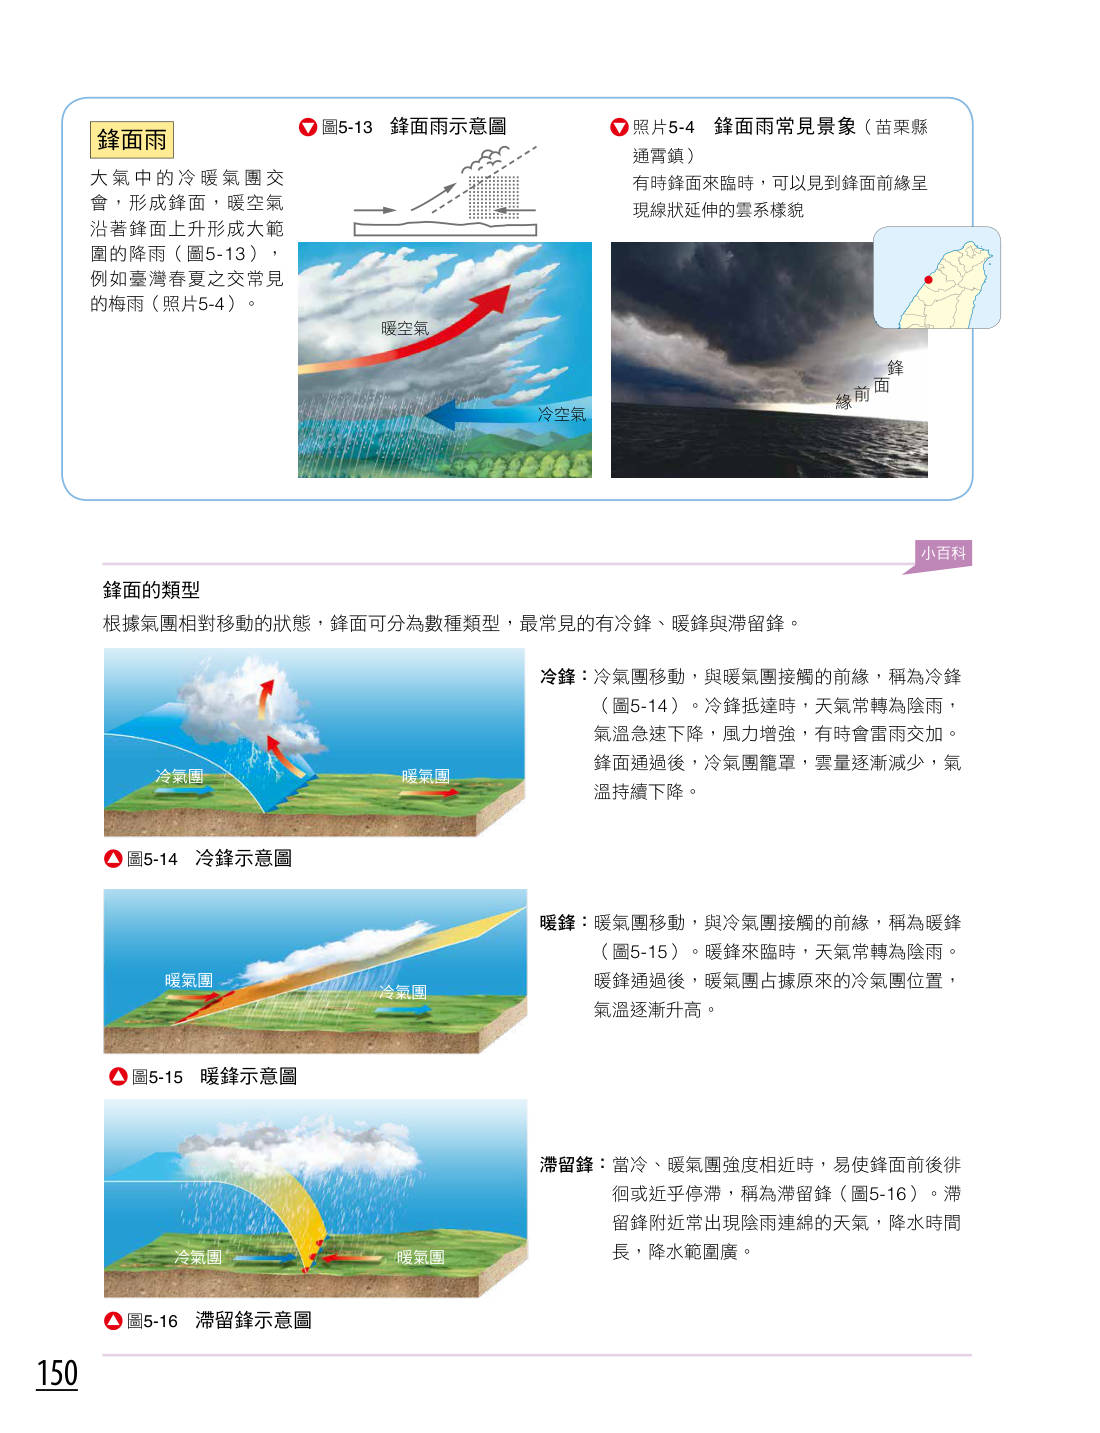 鋒面雨
大氣中的冷暖氣團交
會，形成鋒面，暖空氣
沿著鋒面上升形成大範
圍的降雨（圖5-13），
例如臺灣春夏之交常見
的梅雨（照片5-4）。
圖5-13　鋒面雨示意圖
暖空氣
冷空氣
照片5-4　鋒面雨常見景象（苗栗縣
通霄鎮）
有時鋒面來臨時，可以見到鋒面前緣呈
現線狀延伸的雲系樣貌
鋒面前緣
小百科
鋒面的類型
根據氣團相對移動的狀態，鋒面可分為數種類型，最常見的有冷鋒、暖鋒與滯留鋒。
冷氣團
暖氣團
圖5-14　冷鋒示意圖
冷鋒：冷氣團移動，與暖氣團接觸的前緣，稱為冷鋒
（圖5-14）。冷鋒抵達時，天氣常轉為陰雨，
氣溫急速下降，風力增強，有時會雷雨交加。
鋒面通過後，冷氣團籠罩，雲量逐漸減少，氣
溫持續下降。
暖氣團
冷氣團
圖5-15　暖鋒示意圖
暖鋒：暖氣團移動，與冷氣團接觸的前緣，稱為暖鋒
（圖5-15）。暖鋒來臨時，天氣常轉為陰雨。
暖鋒通過後，暖氣團占據原來的冷氣團位置，
氣溫逐漸升高。
冷氣團
暖氣團
圖5-16　滯留鋒示意圖
滯留鋒：當冷、暖氣團強度相近時，易使鋒面前後徘
徊或近乎停滯，稱為滯留鋒（圖5-16）。滯
留鋒附近常出現陰雨連綿的天氣，降水時間
長，降水範圍廣。
150